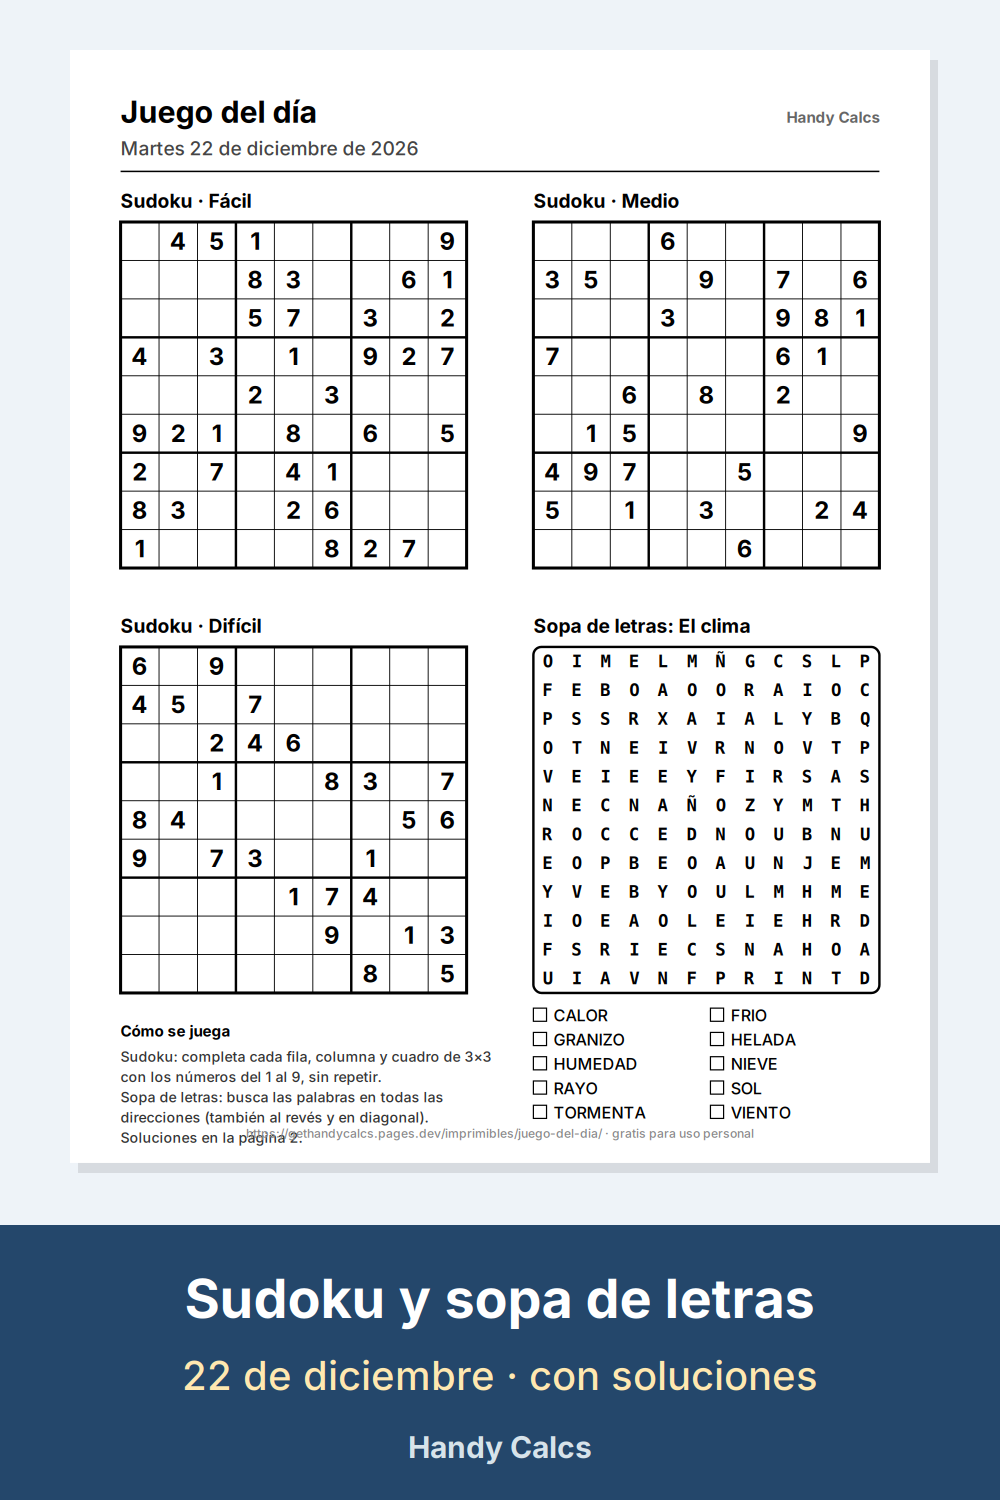 Juego del día
Handy Calcs
Martes 22 de diciembre de 2026
Sudoku · Fácil
4 5 1 9
8 3 6 1
5 7 3 2
4 3 1 9 2 7
2 3
9 2 1 8 6 5
2 7 4 1
8 3 2 6
1 8 2 7
Sudoku · Medio
6
3 5 9 7 6
3 9 8 1
7 6 1
6 8 2
1 5 9
4 9 7 5
5 1 3 2 4
6
Sudoku · Difícil
6 9
4 5 7
2 4 6
1 8 3 7
8 4 5 6
9 7 3 1
1 7 4
9 1 3
8 5
Sopa de letras: El clima
O I M E L M Ñ G C S L P
F E B O A O O R A I O C
P S S R X A I A L Y B Q
O T N E I V R N O V T P
V E I E E Y F I R S A S
N E C N A Ñ O Z Y M T H
R O C C E D N O U B N U
E O P B E O A U N J E M
Y V E B Y O U L M H M E
I O E A O L E I E H R D
F S R I E C S N A H O A
U I A V N F P R I N T D
CALOR
FRIO
GRANIZO
HELADA
HUMEDAD
NIEVE
RAYO
SOL
TORMENTA
VIENTO
Cómo se juega
Sudoku: completa cada fila, columna y cuadro de 3×3
con los números del 1 al 9, sin repetir.
Sopa de letras: busca las palabras en todas las
direcciones (también al revés y en diagonal).
Soluciones en la página 2.
https://gethandycalcs.pages.dev/imprimibles/juego-del-dia/ · gratis para uso personal
Sudoku y sopa de letras
22 de diciembre · con soluciones
Handy Calcs